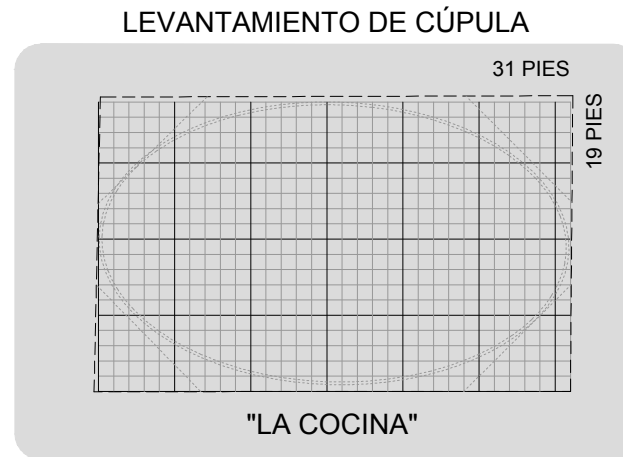 LEVANTAMIENTO DE CÚPULA
31 PIES
19 PIES
"LA COCINA"